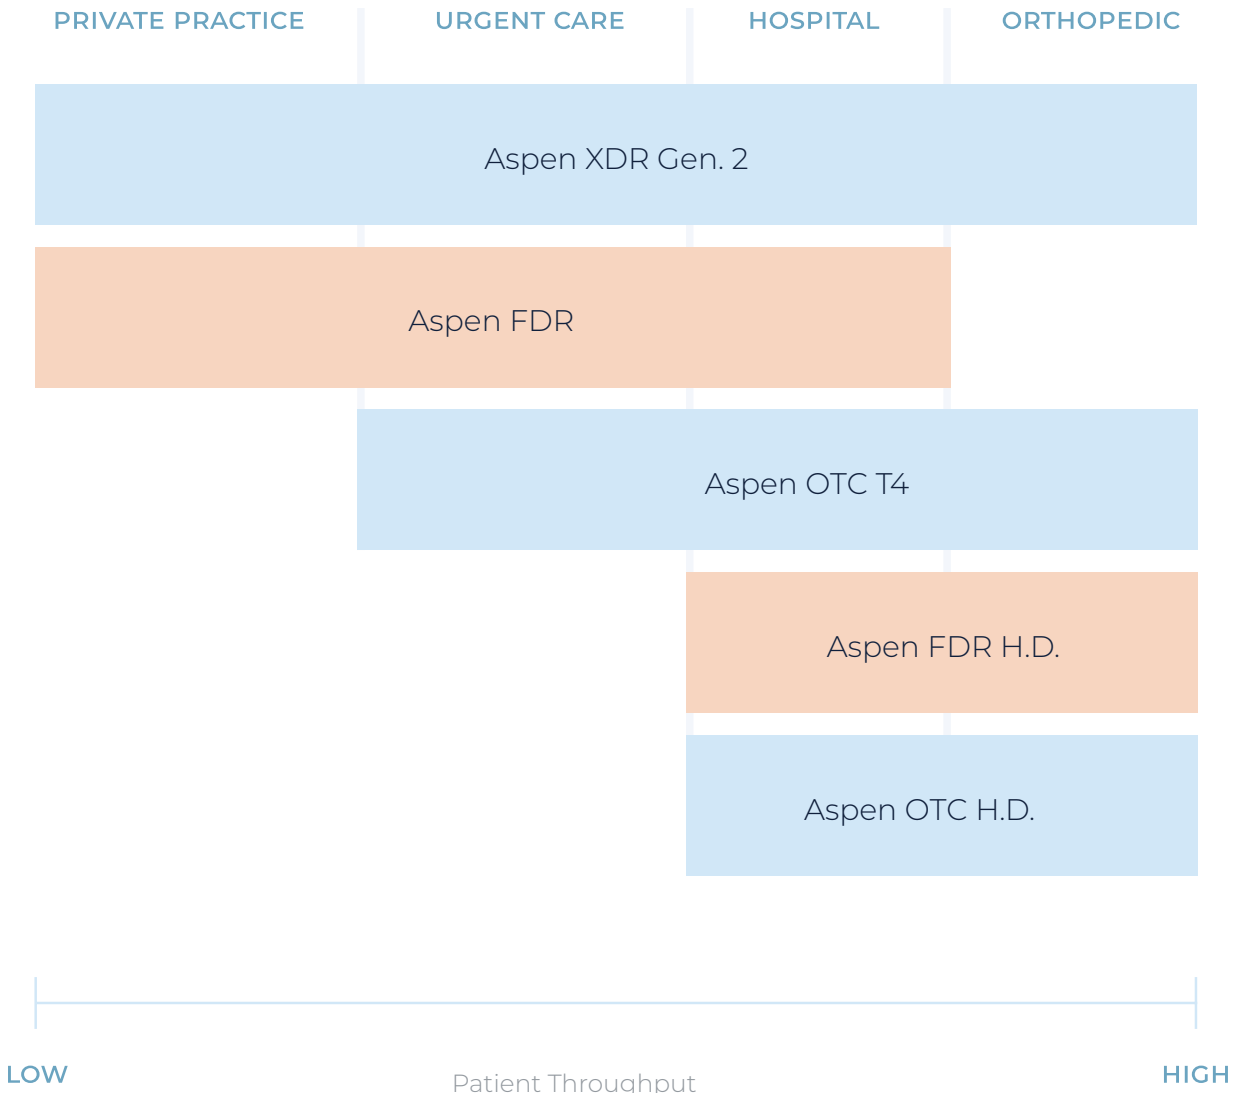 PRIVATE PRACTICE URGENT CARE HOSPITAL ORTHOPEDIC
Aspen XDR Gen. 2
Aspen FDR
Aspen OTC T4
Aspen FDR H.D.
Aspen OTC H.D.
LOW Patient Throughput HIGH